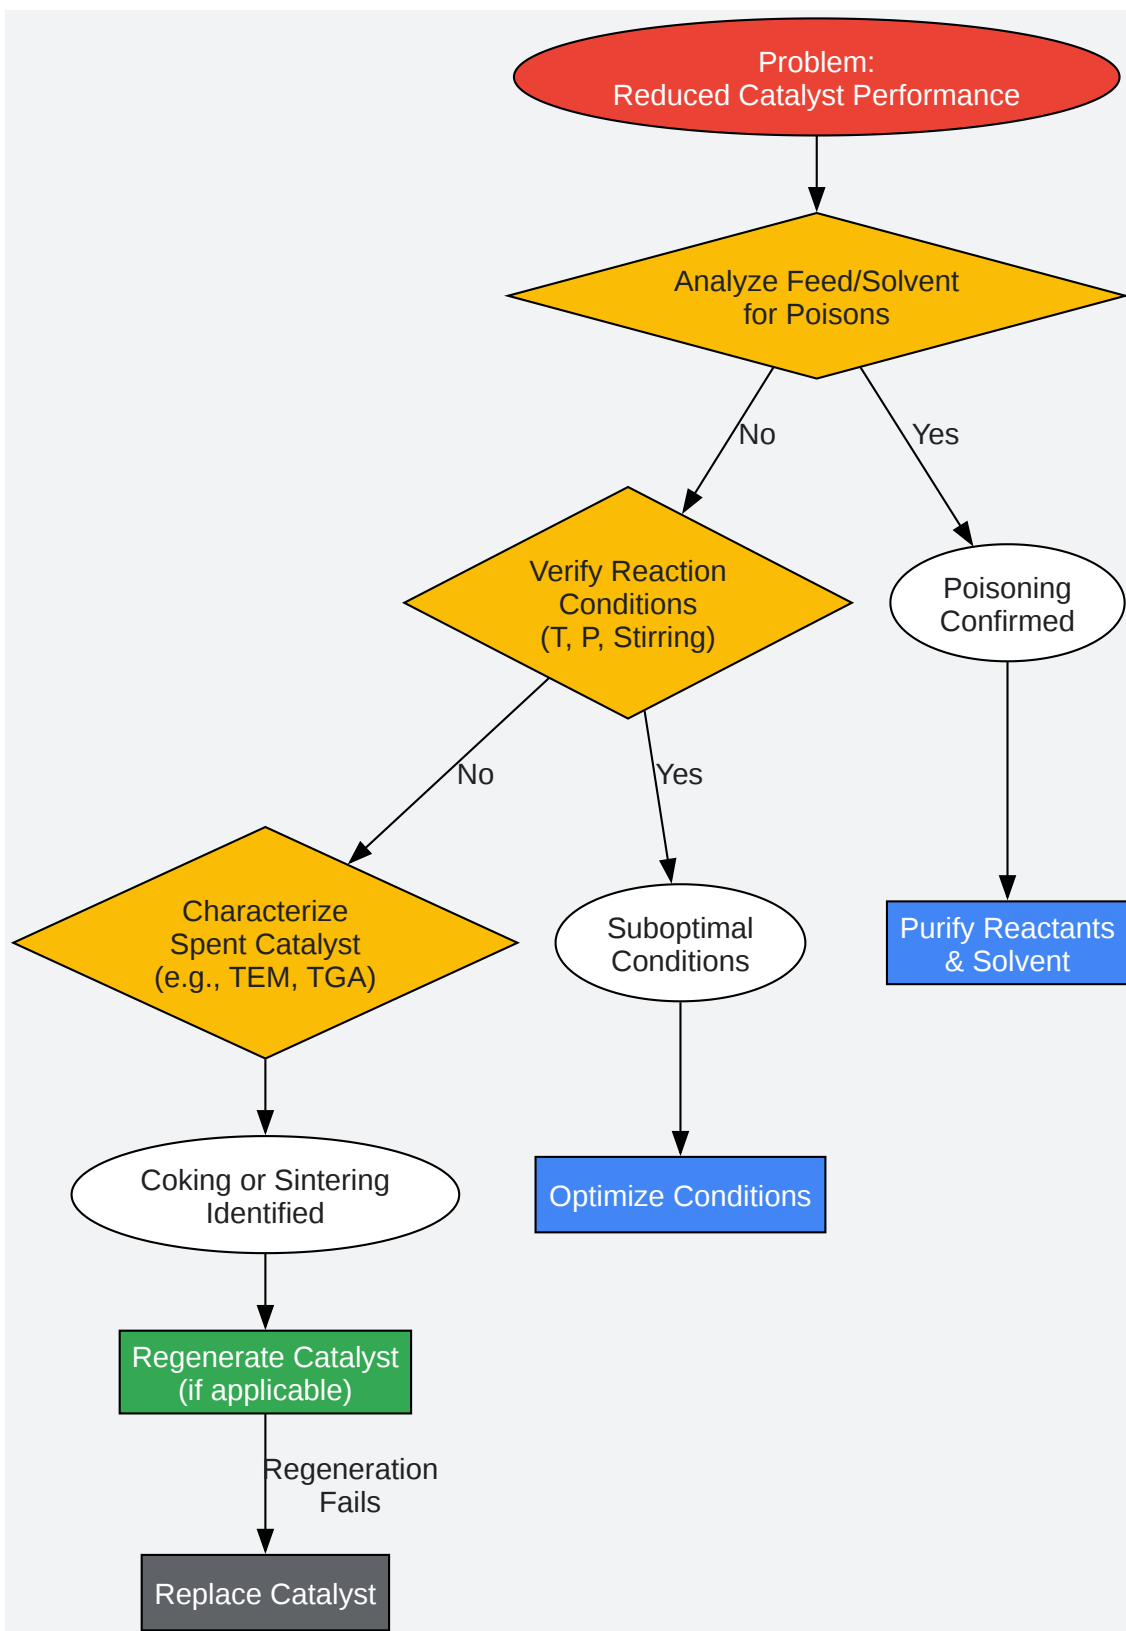 Problem:
Reduced Catalyst Performance
Analyze Feed/Solvent
for Poisons
No
Yes
Verify Reaction
Conditions
(T, P, Stirring)
Poisoning
Confirmed
No
Yes
Characterize
Spent Catalyst
(e.g., TEM, TGA)
Suboptimal
Conditions
Purify Reactants
& Solvent
Coking or Sintering
Identified
Optimize Conditions
Regenerate Catalyst
(if applicable)
Regeneration
Fails
Replace Catalyst